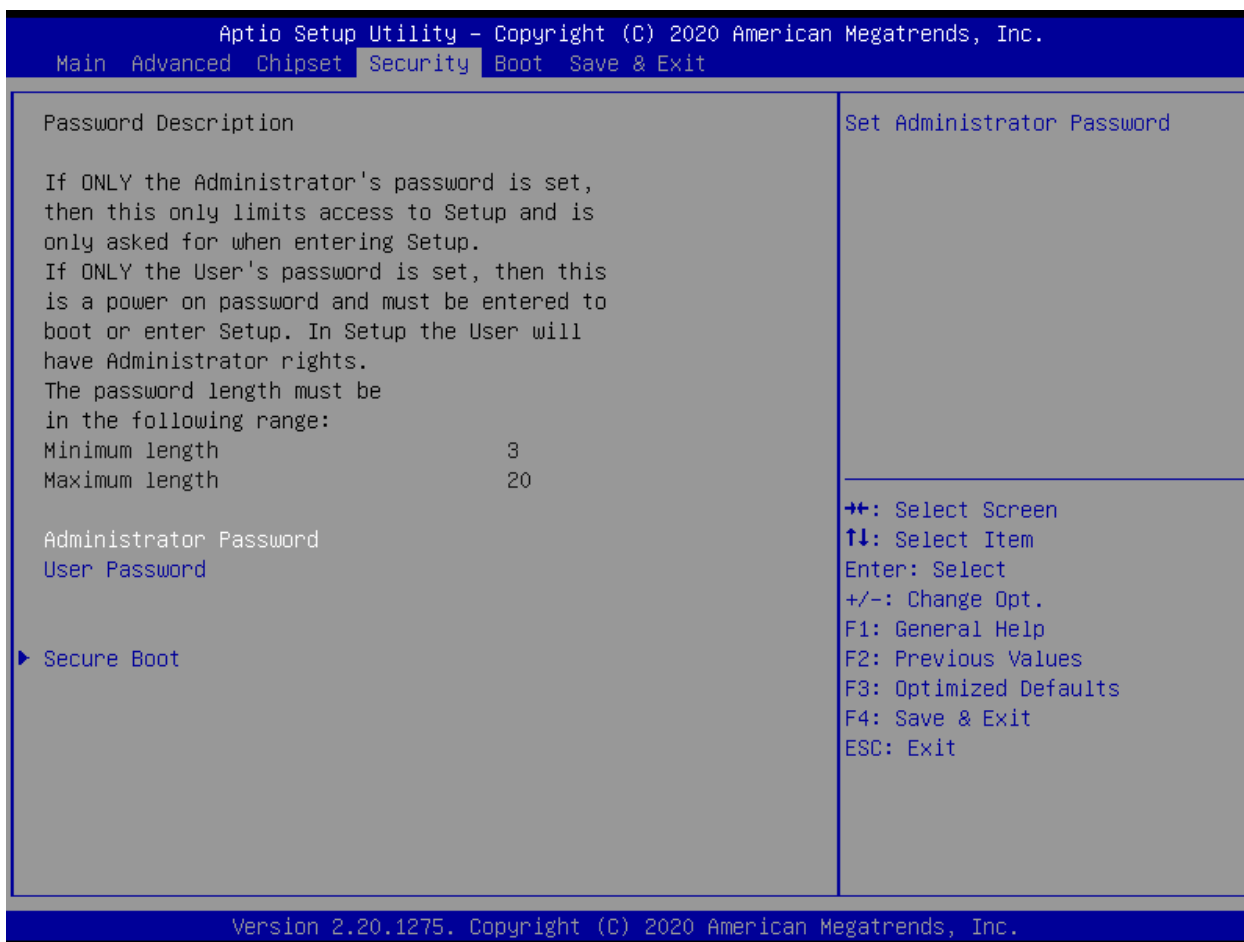 Aptio Setup Utility – Copyright (C) 2020 American Megatrends, Inc.
Main Advanced Chipset Security Boot Save & Exit
Password Description
If ONLY the Administrator's password is set,
then this only limits access to Setup and is
only asked for when entering Setup.
If ONLY the User's password is set, then this
is a power on password and must be entered to
boot or enter Setup. In Setup the User will
have Administrator rights.
The password length must be
in the following range:
Minimum length 3
Maximum length 20
Administrator Password
User Password
Secure Boot
Set Administrator Password
→←: Select Screen
↑↓: Select Item
Enter: Select
+/-: Change Opt.
F1: General Help
F2: Previous Values
F3: Optimized Defaults
F4: Save & Exit
ESC: Exit
Version 2.20.1275. Copyright (C) 2020 American Megatrends, Inc.